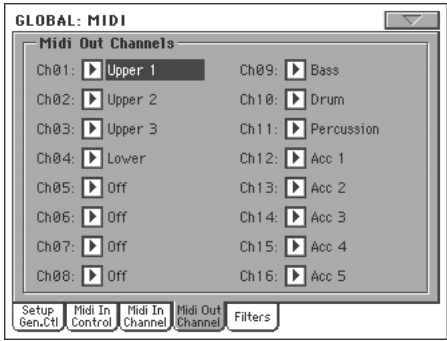 GLOBAL: MIDI
Midi Out Channels
Ch01: Upper 1
Ch02: Upper 2
Ch03: Upper 3
Ch04: Lower
Ch05: Off
Ch06: Off
Ch07: Off
Ch08: Off
Ch09: Bass
Ch10: Drum
Ch11: Percussion
Ch12: Acc 1
Ch13: Acc 2
Ch14: Acc 3
Ch15: Acc 4
Ch16: Acc 5
Setup Gen.Ctl
Midi In Control
Midi In Channel
Midi Out Channel
Filters